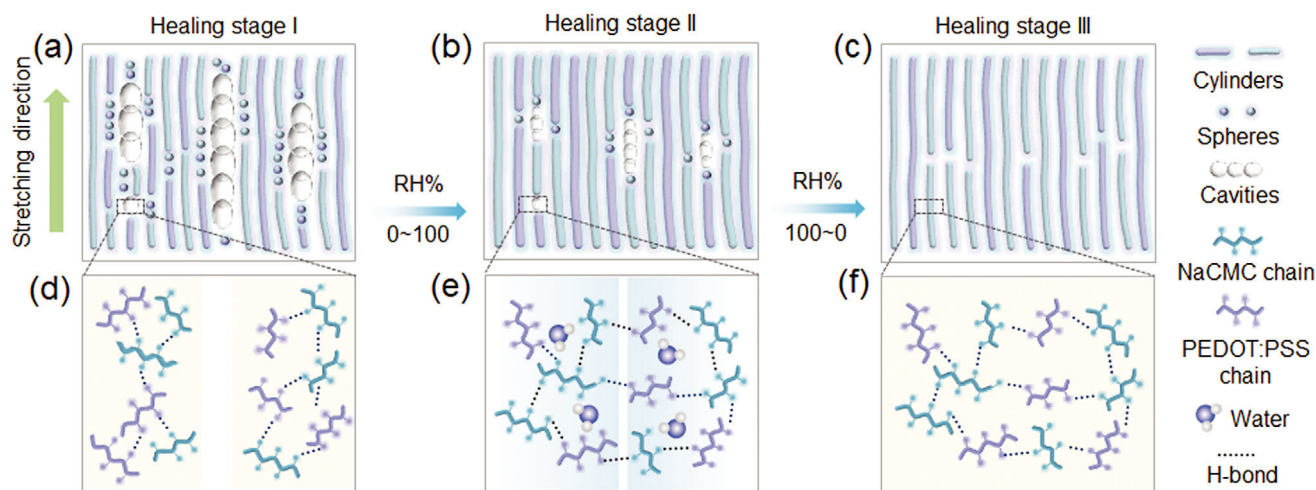 Healing stage I
Healing stage II
Healing stage III
(a)
(b)
(c)
Stretching direction
RH%
0~100
RH%
100~0
(d)
(e)
(f)
Cylinders
Spheres
Cavities
NaCMC chain
PEDOT:PSS
chain
Water
H-bond